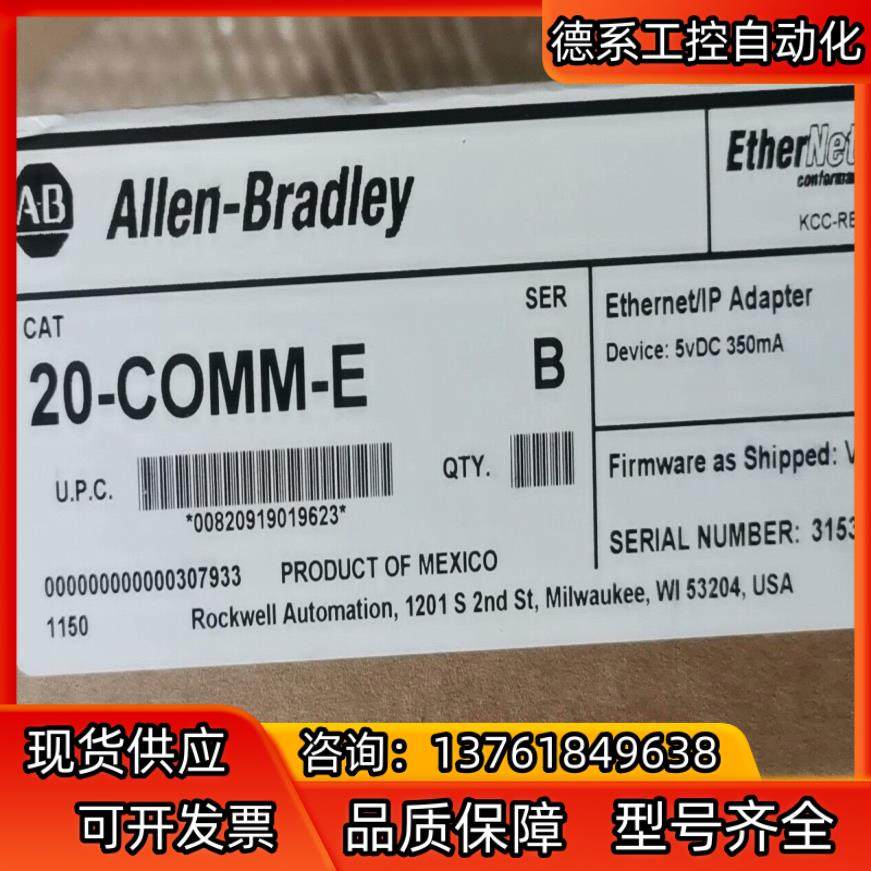 德系工控自动化
AB Allen-Bradley
EtherNet
conforma
KCC-RE
CAT
20-COMM-E
SER
B
Ethernet/IP Adapter
Device: 5vDC 350mA
U.P.C.
*00820919019623*
QTY.
Firmware as Shipped: V
SERIAL NUMBER: 3153
000000000000307933
PRODUCT OF MEXICO
1150
Rockwell Automation, 1201 S 2nd St, Milwaukee, WI 53204, USA
现货供应
咨询：13761849638
可开发票
品质保障
型号齐全